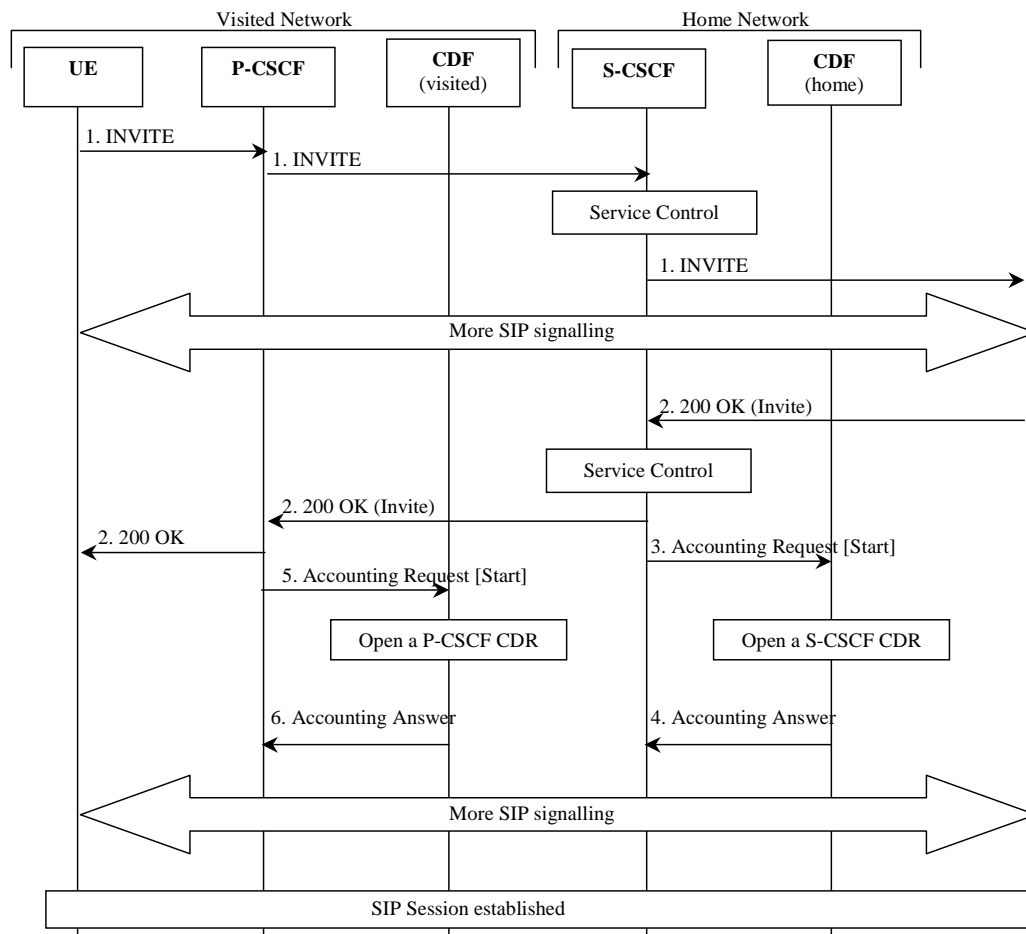 Visited Network
Home Network
UE
P-CSCF
CDF
(visited)
S-CSCF
CDF
(home)
1. INVITE
1. INVITE
Service Control
1. INVITE
More SIP signalling
2. 200 OK (Invite)
Service Control
2. 200 OK (Invite)
2. 200 OK
3. Accounting Request [Start]
5. Accounting Request [Start]
Open a P-CSCF CDR
Open a S-CSCF CDR
6. Accounting Answer
4. Accounting Answer
More SIP signalling
SIP Session established